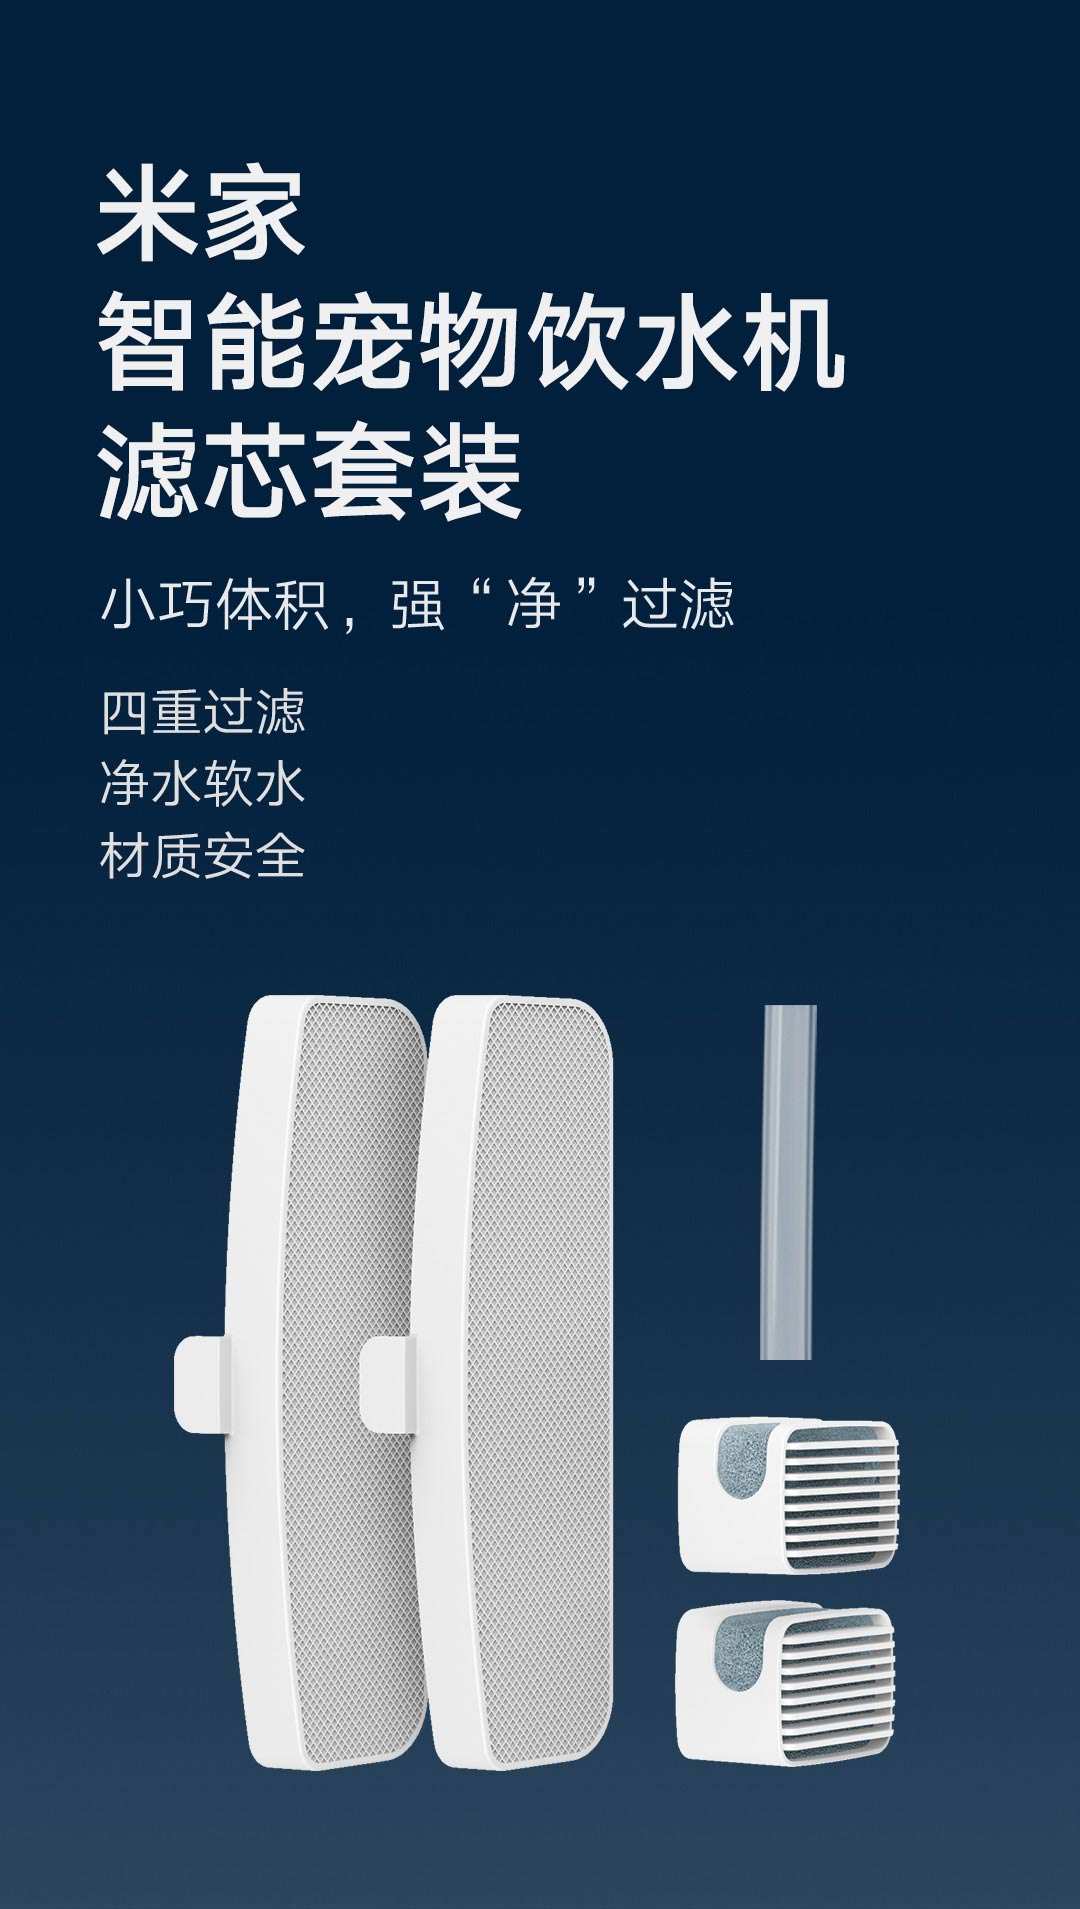 米家
智能宠物饮水机
滤芯套装
小巧体积，强“净”过滤
四重过滤
净水软水
材质安全